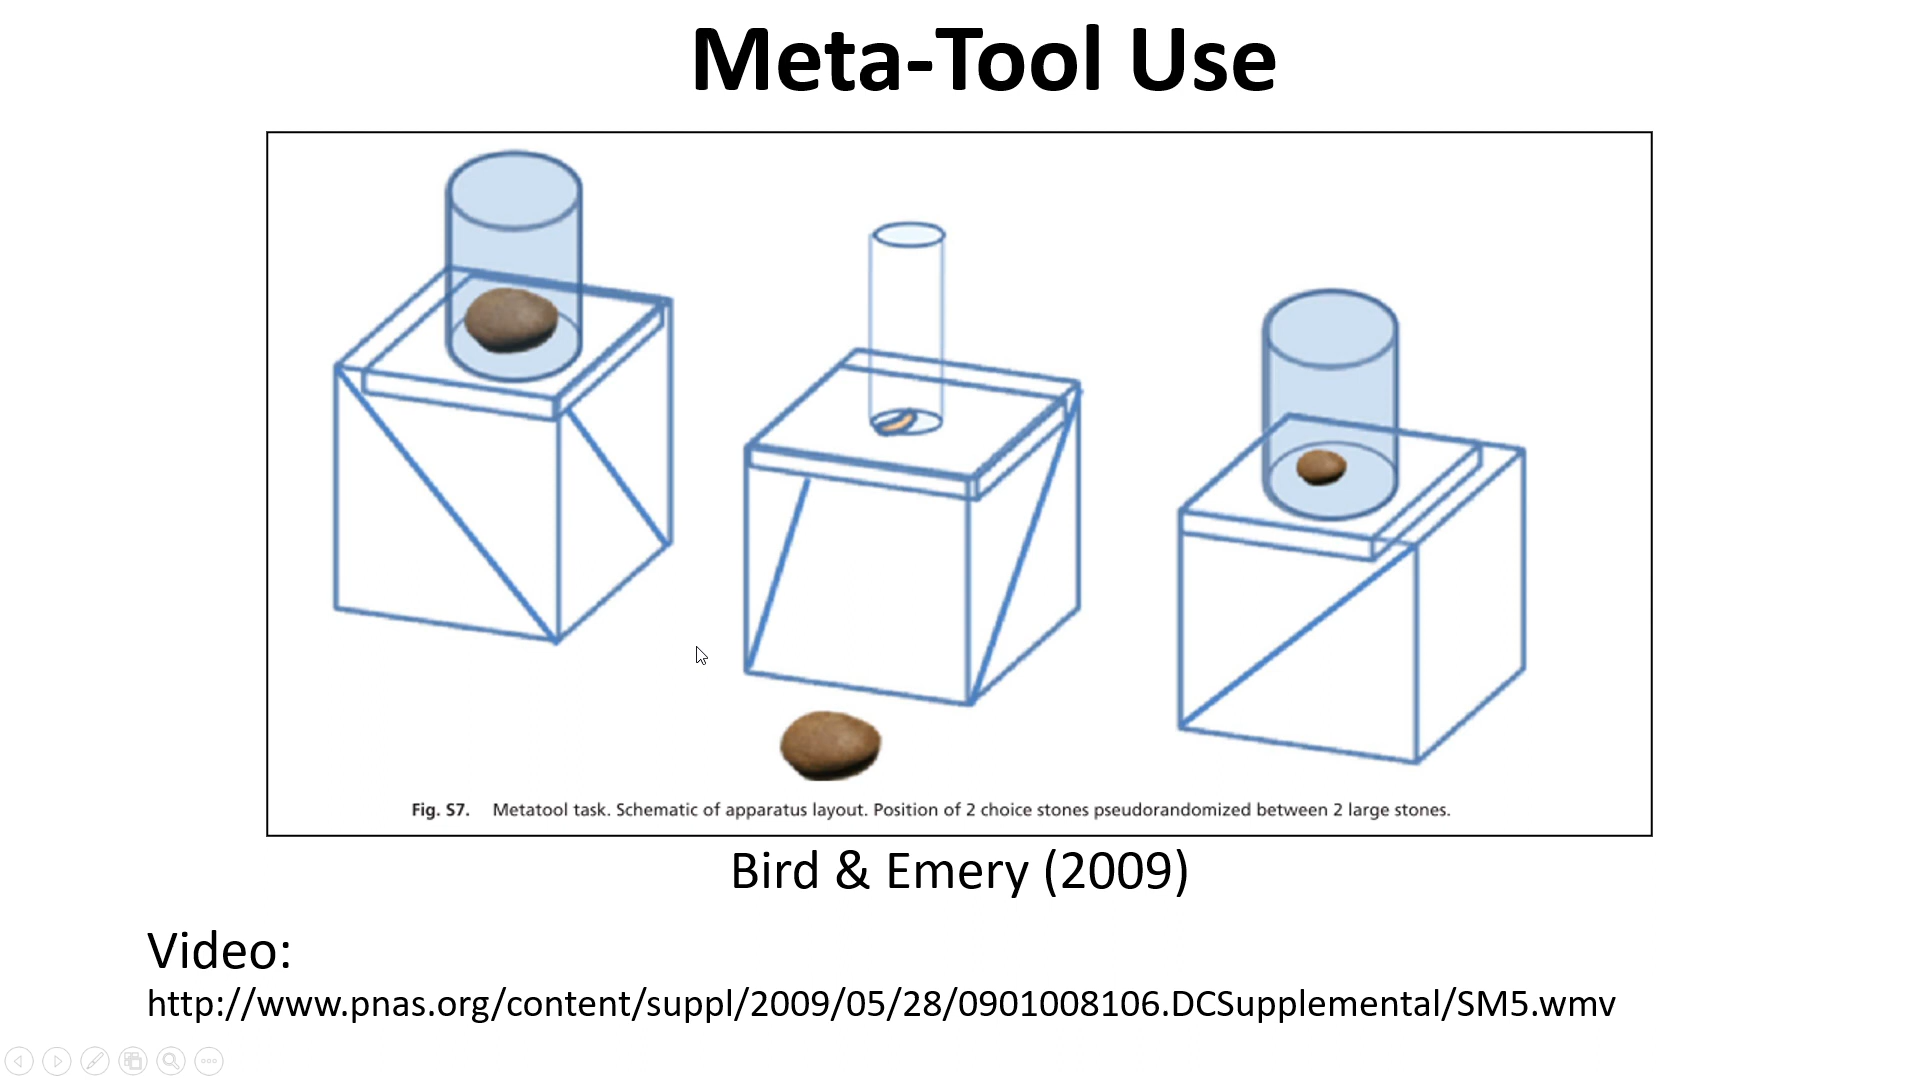 Meta-Tool Use
Fig. S7. Metatool task. Schematic of apparatus layout. Position of 2 choice stones pseudorandomized between 2 large stones.
Bird & Emery (2009)
Video:
http://www.pnas.org/content/suppl/2009/05/28/0901008106.DCSupplemental/SM5.wmv